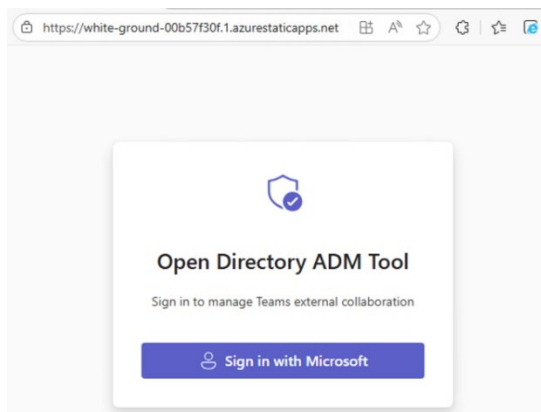 https://white-ground-00b57f30f.1.azurestaticapps.net
Open Directory ADM Tool
Sign in to manage Teams external collaboration
Sign in with Microsoft